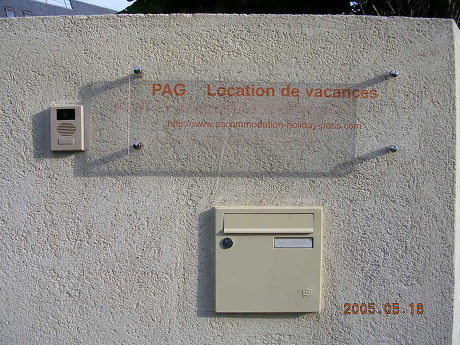 PAG Location de vacances
http://www.accommodation-holiday-paris.com
2005.05.18